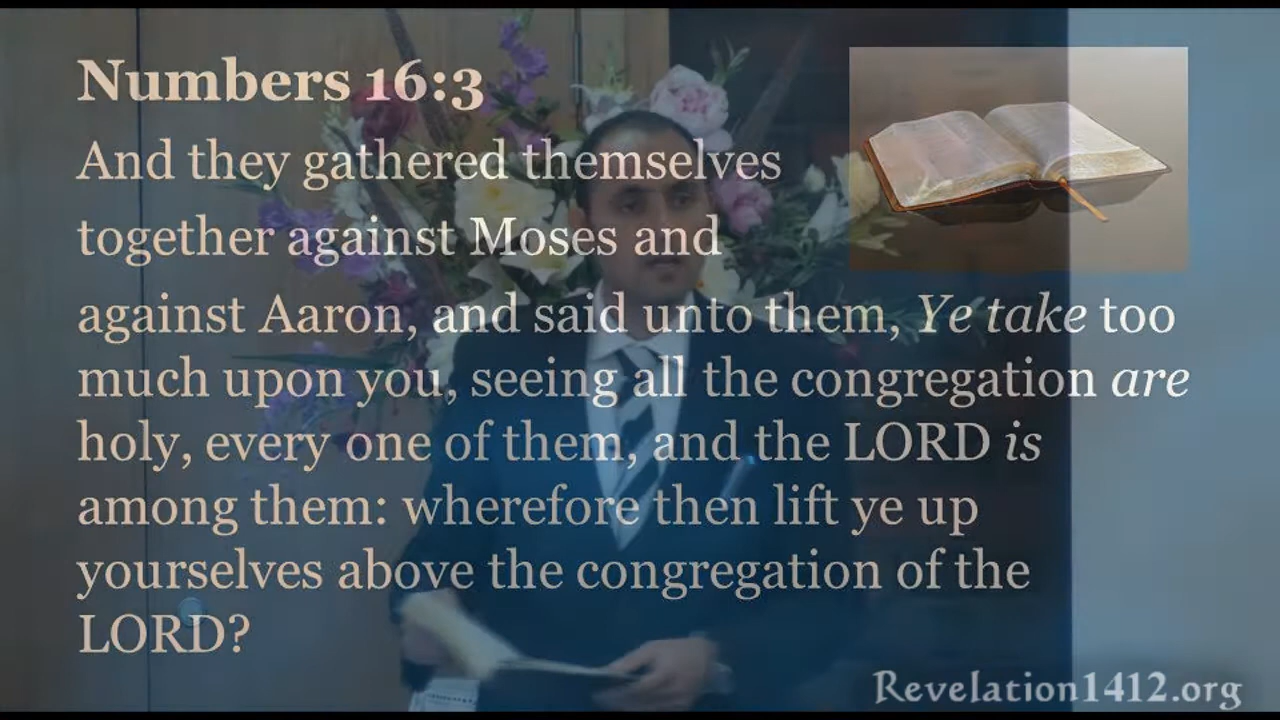 Numbers 16:3
And they gathered themselves
together against Moses and
against Aaron, and said unto them, Ye take too
much upon you, seeing all the congregation are
holy, every one of them, and the LORD is
among them: wherefore then lift ye up
yourselves above the congregation of the
LORD?
Revelation1412.org